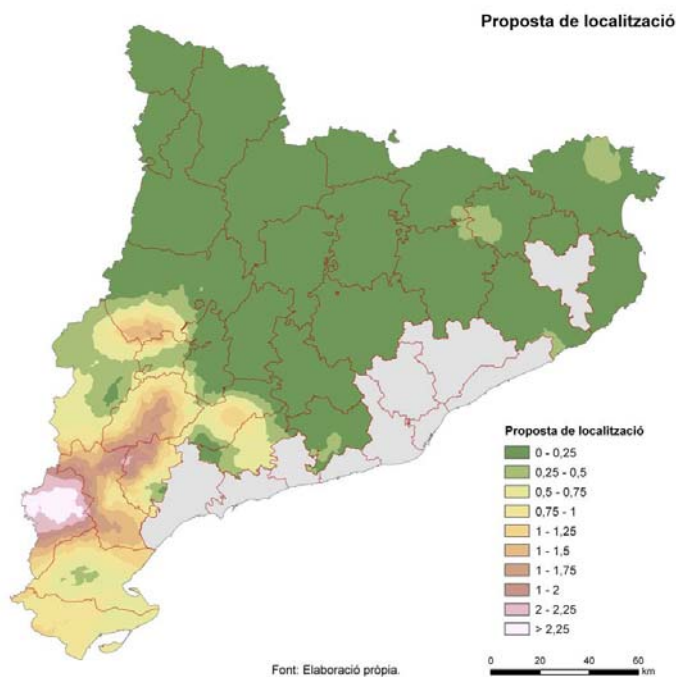 Proposta de localització
Proposta de localització
0 - 0,25
0,25 - 0,5
0,5 - 0,75
0,75 - 1
1 - 1,25
1 - 1,5
1 - 1,75
1 - 2
2 - 2,25
> 2,25
Font: Elaboració pròpia.
0 20 40 60
km